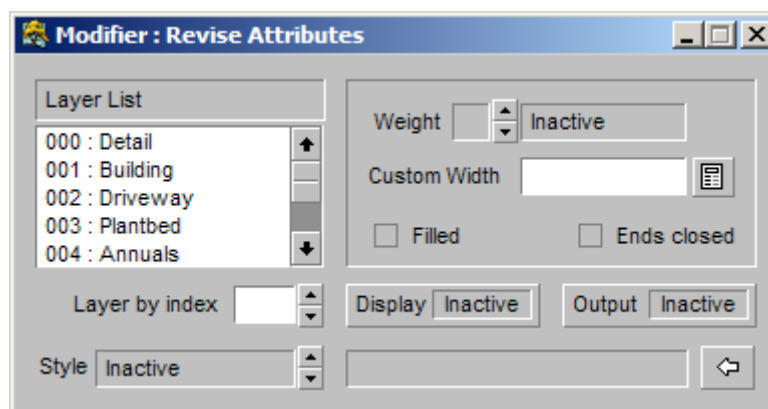 Modifier : Revise Attributes
Layer List
000 : Detail
001 : Building
002 : Driveway
003 : Plantbed
004 : Annuals
Weight Inactive
Custom Width
Filled Ends closed
Layer by index Display Inactive Output Inactive
Style Inactive